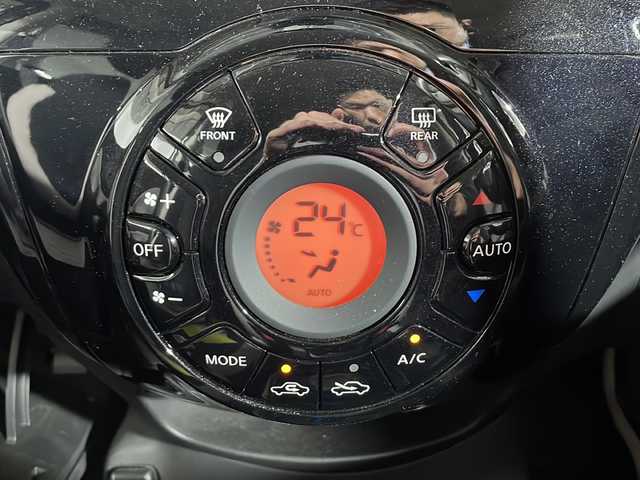 FRONT
REAR
+
24°C
OFF
AUTO
−
AUTO
MODE
A/C